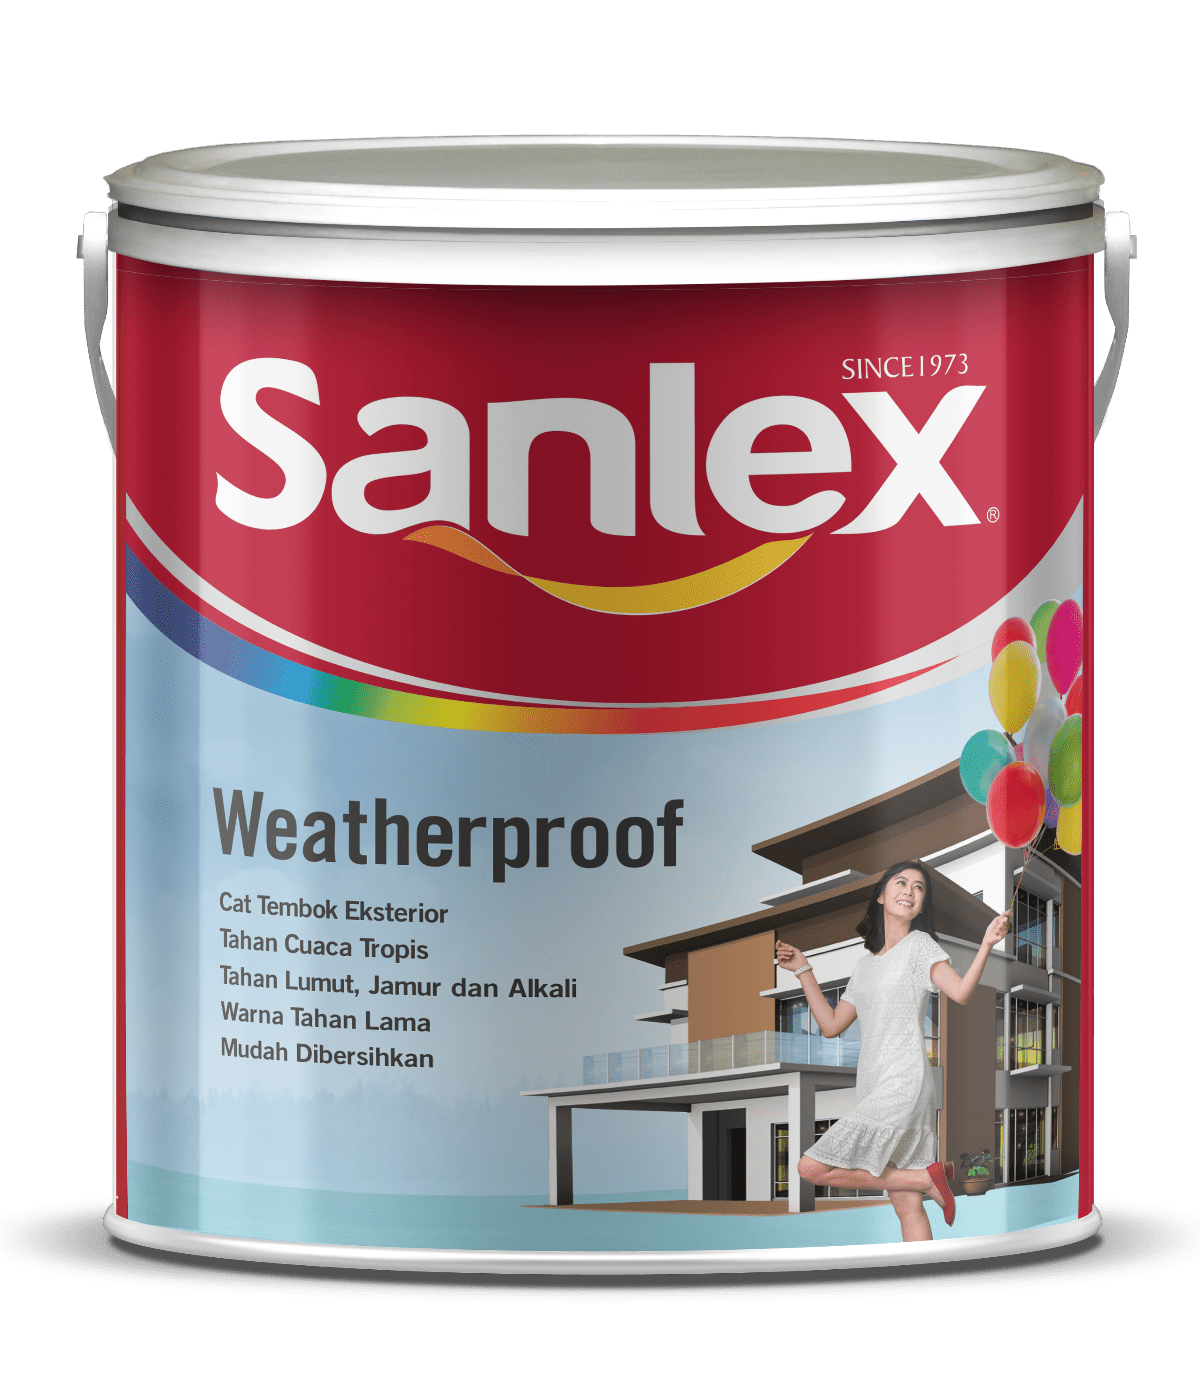 SINCE 1973
Sanlex®
Weatherproof
Cat Tembok Eksterior
Tahan Cuaca Tropis
Tahan Lumut, Jamur dan Alkali
Warna Tahan Lama
Mudah Dibersihkan